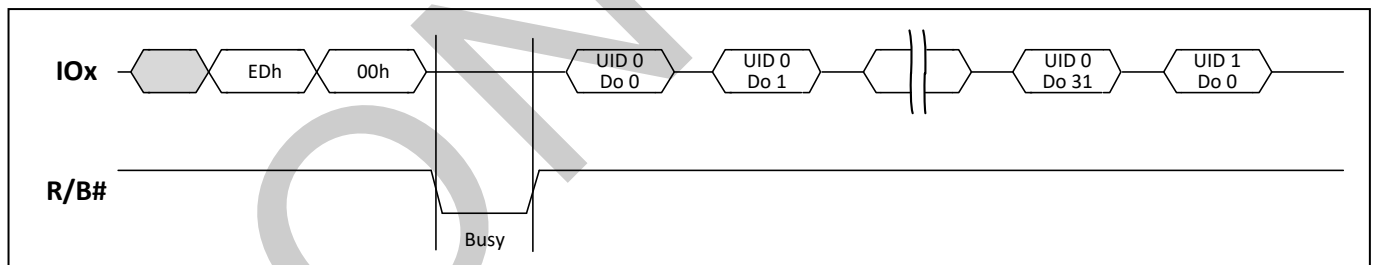 IOx
EDh
00h
UID 0
Do 0
UID 0
Do 1
UID 0
Do 31
UID 1
Do 0
R/B#
Busy